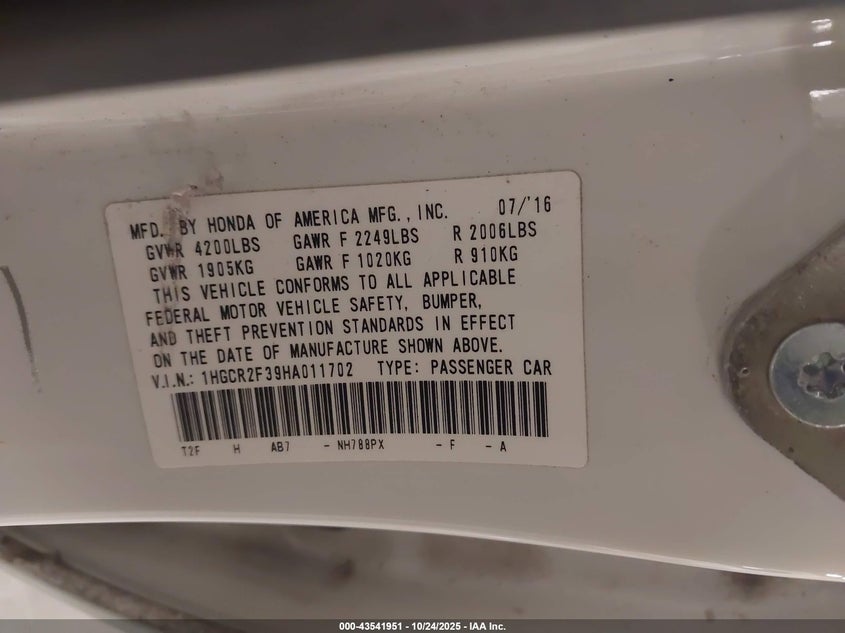 MFD. BY HONDA OF AMERICA MFG., INC. 07/'16
GVWR 4200LBS GAWR F 2249LBS R 2006LBS
GVWR 1905KG GAWR F 1020KG R 910KG
THIS VEHICLE CONFORMS TO ALL APPLICABLE
FEDERAL MOTOR VEHICLE SAFETY, BUMPER,
AND THEFT PREVENTION STANDARDS IN EFFECT
ON THE DATE OF MANUFACTURE SHOWN ABOVE.
V.I.N.: 1HGCR2F39HA011702 TYPE: PASSENGER CAR
T2F H AB7 - NH788PX - F - A
000-43541951 - 10/24/2025 - IAA Inc.